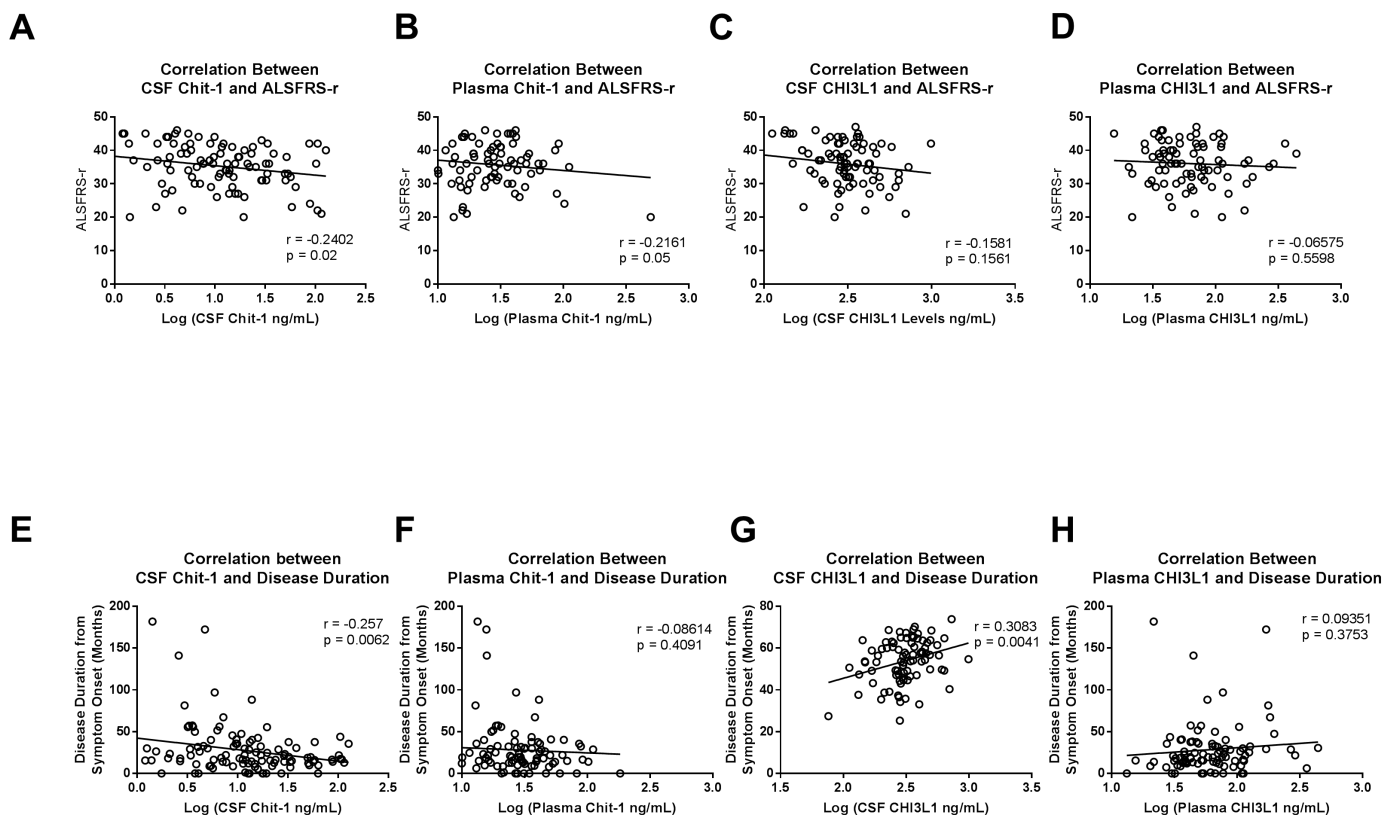 A
Correlation Between
CSF Chit-1 and ALSFRS-r
50
40
30
20
10
0
ALSFRS-r
r = -0.2402
p = 0.02
0.0 0.5 1.0 1.5 2.0 2.5
Log (CSF Chit-1 ng/mL)
B
Correlation Between
Plasma Chit-1 and ALSFRS-r
50
40
30
20
10
0
ALSFRS-r
r = -0.2161
p = 0.05
1.0 1.5 2.0 2.5 3.0
Log (Plasma Chit-1 ng/mL)
C
Correlation Between
CSF CHI3L1 and ALSFRS-r
50
40
30
20
10
0
ALSFRS-r
r = -0.1581
p = 0.1561
2.0 2.5 3.0 3.5
Log (CSF CHI3L1 Levels ng/mL)
D
Correlation Between
Plasma CHI3L1 and ALSFRS-r
50
40
30
20
10
0
ALSFRS-r
r = -0.06575
p = 0.5598
1.0 1.5 2.0 2.5 3.0
Log (Plasma CHI3L1 ng/mL)
E
Correlation between
CSF Chit-1 and Disease Duration
200
150
100
50
0
Disease Duration from
Symptom Onset (Months)
r = -0.257
p = 0.0062
0.0 0.5 1.0 1.5 2.0 2.5
Log (CSF Chit-1 ng/mL)
F
Correlation Between
Plasma Chit-1 and Disease Duration
200
150
100
50
0
Disease Duration from
Symptom Onset (Months)
r = -0.08614
p = 0.4091
1.0 1.5 2.0 2.5 3.0
Log (Plasma Chit-1 ng/mL)
G
Correlation Between
CSF CHI3L1 and Disease Duration
80
60
40
20
0
Disease Duration from
Symptom Onset (Months)
r = 0.3083
p = 0.0041
1.5 2.0 2.5 3.0 3.5
Log (CSF CHI3L1 ng/mL)
H
Correlation Between
Plasma CHI3L1 and Disease Duration
200
150
100
50
0
Disease Duration from
Symptom Onset (Months)
r = 0.09351
p = 0.3753
1.0 1.5 2.0 2.5 3.0
Log (Plasma CHI3L1 ng/mL)